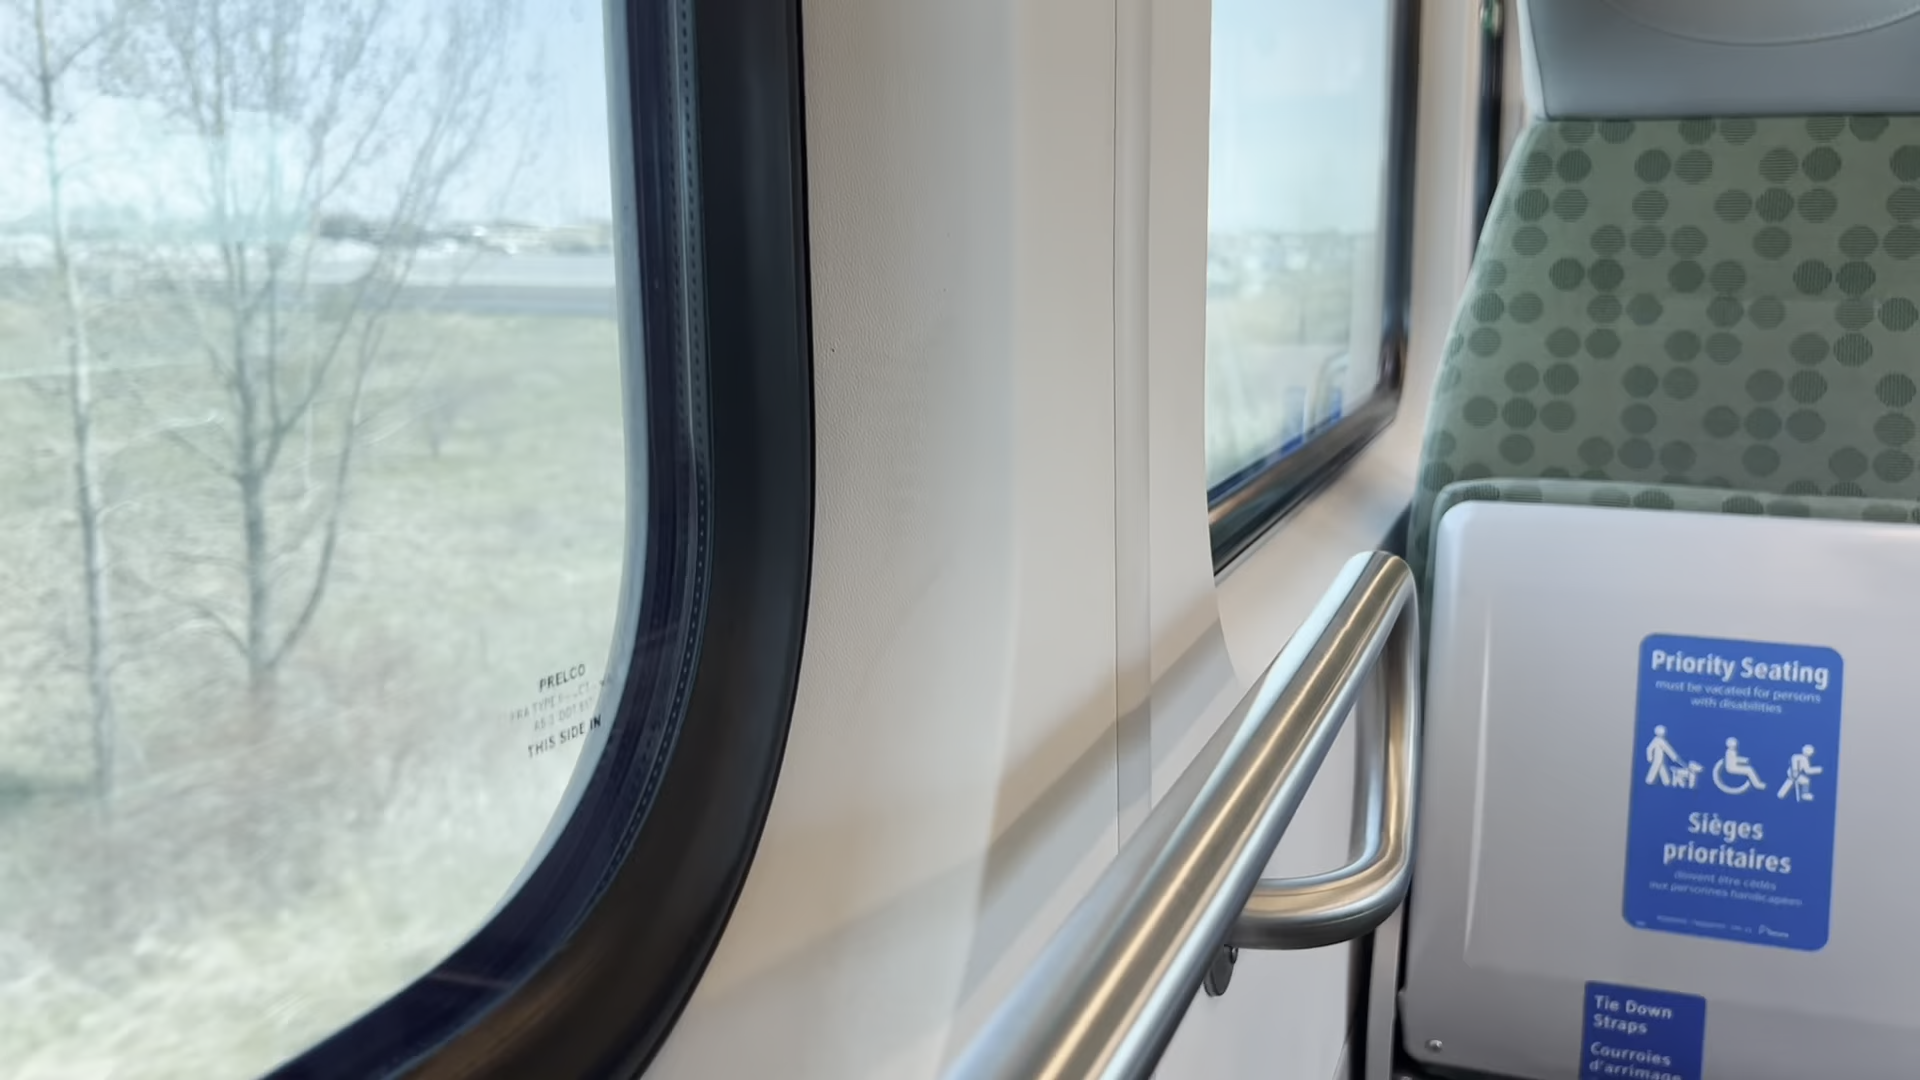 PRELCO
THIS SIDE IN
Priority Seating
must be vacated for persons
with disabilities
Sièges
prioritaires
doivent être cédés
aux personnes handicapées
Tie Down
Straps
Courroies
d'arrimage